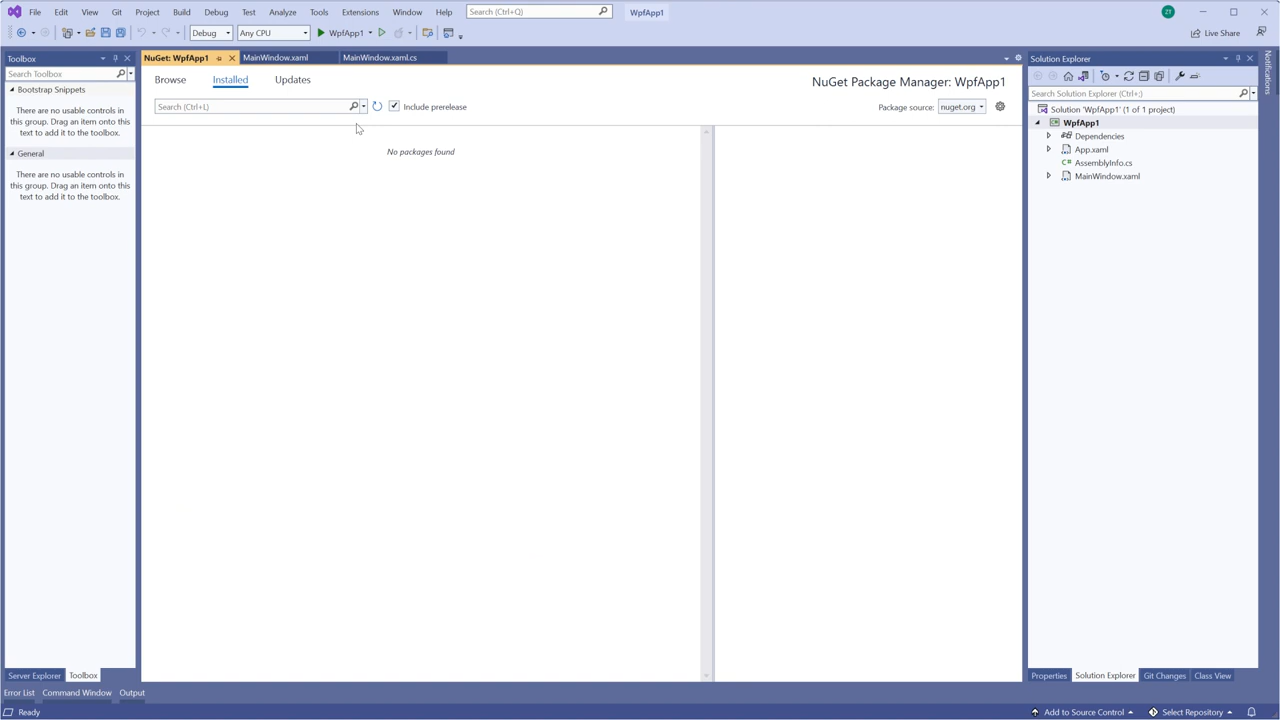 File Edit View Git Project Build Debug Test Analyze Tools Extensions Window Help Search (Ctrl+Q) WpfApp1 ZT
Debug Any CPU WpfApp1 Live Share
Toolbox
Search Toolbox
Bootstrap Snippets
There are no usable controls in
this group. Drag an item onto this
text to add it to the toolbox.
General
There are no usable controls in
this group. Drag an item onto this
text to add it to the toolbox.
Server Explorer Toolbox
NuGet: WpfApp1 MainWindow.xaml MainWindow.xaml.cs
Browse Installed Updates
NuGet Package Manager: WpfApp1
Search (Ctrl+L) Include prerelease
Package source: nuget.org
No packages found
Solution Explorer
Search Solution Explorer (Ctrl+;)
Solution 'WpfApp1' (1 of 1 project)
WpfApp1
Dependencies
App.xaml
C# AssemblyInfo.cs
MainWindow.xaml
Properties Solution Explorer Git Changes Class View
Notifications
Error List Command Window Output
Ready Add to Source Control Select Repository